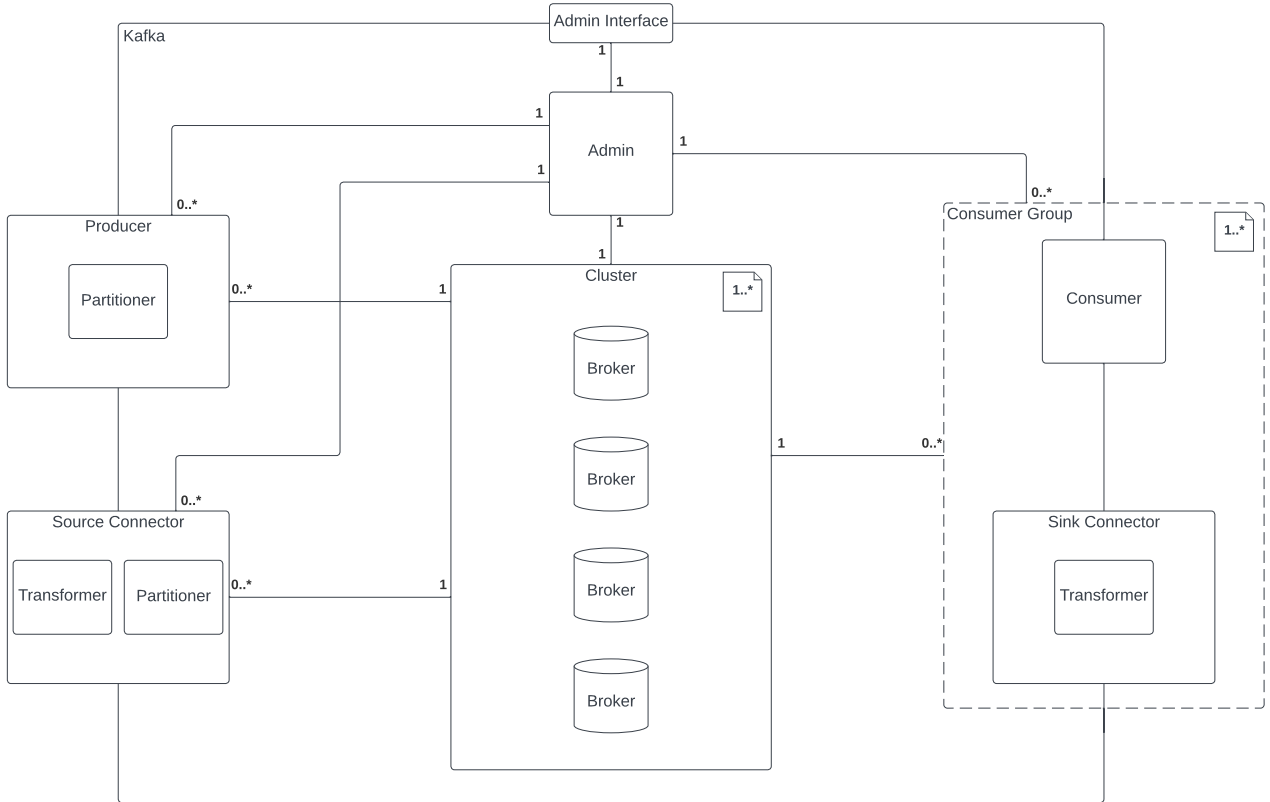 Admin Interface
Kafka
1
1
1
Admin
1
1
0..*
0..*
Producer
Consumer Group
1..*
1
1
Cluster
1..*
Partitioner
0..*
1
Consumer
Broker
Broker
1
0..*
0..*
Source Connector
Sink Connector
Transformer
Partitioner
0..*
1
Broker
Transformer
Broker